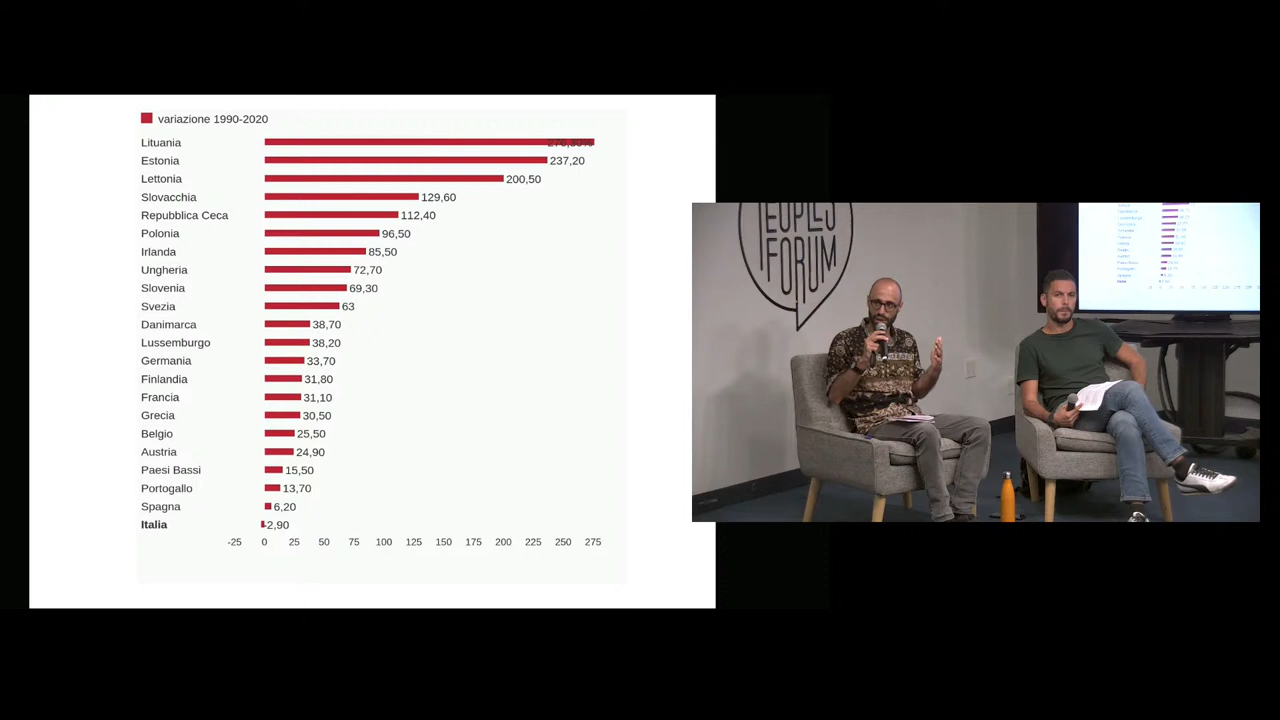 variazione 1990-2020
Lituania 276,30%
Estonia 237,20
Lettonia 200,50
Slovacchia 129,60
Repubblica Ceca 112,40
Polonia 96,50
Irlanda 85,50
Ungheria 72,70
Slovenia 69,30
Svezia 63
Danimarca 38,70
Lussemburgo 38,20
Germania 33,70
Finlandia 31,80
Francia 31,10
Grecia 30,50
Belgio 25,50
Austria 24,90
Paesi Bassi 15,50
Portogallo 13,70
Spagna 6,20
Italia -2,90
-25 0 25 50 75 100 125 150 175 200 225 250 275
PEOPLES
FORUM